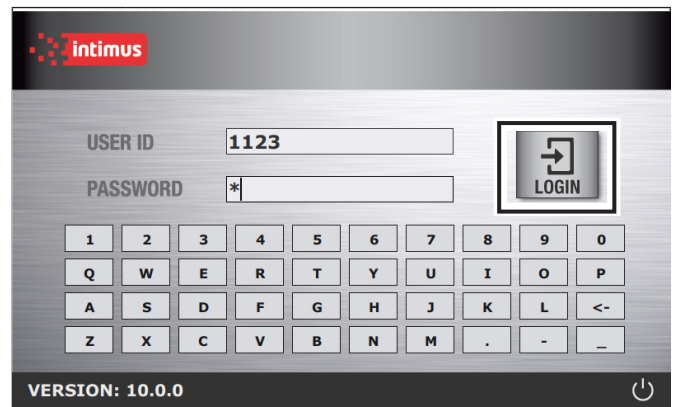 intimus
USER ID 1123
PASSWORD *
LOGIN
1 2 3 4 5 6 7 8 9 0
Q W E R T Y U I O P
A S D F G H J K L <-
Z X C V B N M . - _
VERSION: 10.0.0